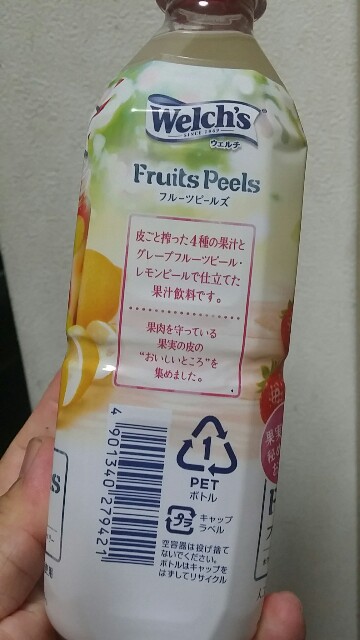 Welch's
SINCE 1869
ウェルチ
Fruits Peels
フルーツピールズ
皮ごと搾った4種の果汁と
グレープフルーツピール・
レモンピールで仕立てた
果汁飲料です。
果肉を守っている
果実の皮の
"おいしいところ"を
集めました。
4 901340 279421
1
PET
ボトル
プラ
キャップ
ラベル
空容器は投げ捨て
ないでください。
ボトルはキャップを
はずしてリサイクル